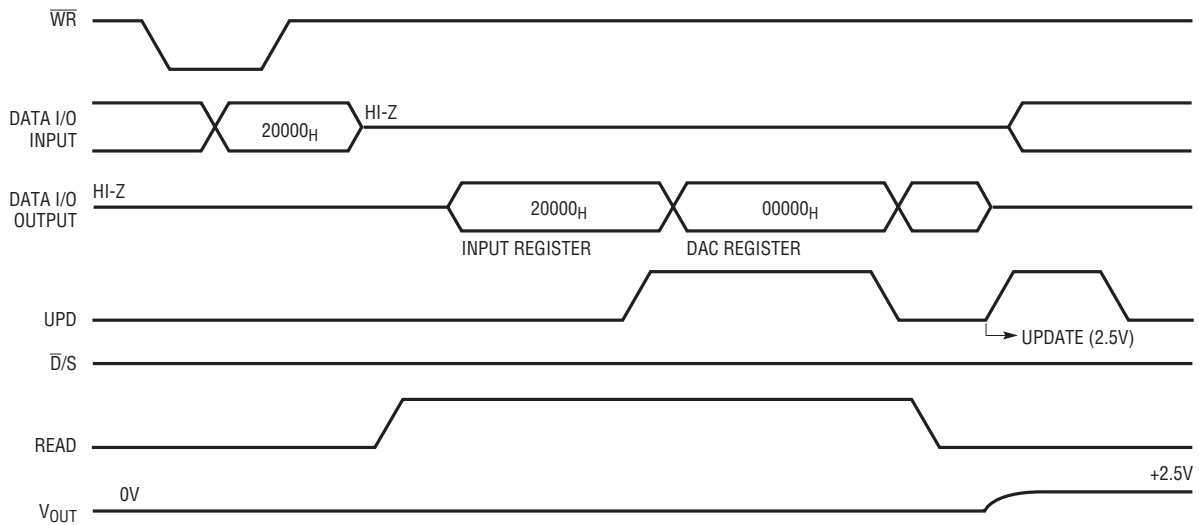 W̅R̅
DATA I/O
INPUT
20000H
HI-Z
DATA I/O
OUTPUT
HI-Z
20000H
00000H
INPUT REGISTER
DAC REGISTER
UPD
UPDATE (2.5V)
D̅/S
READ
VOUT
0V
+2.5V